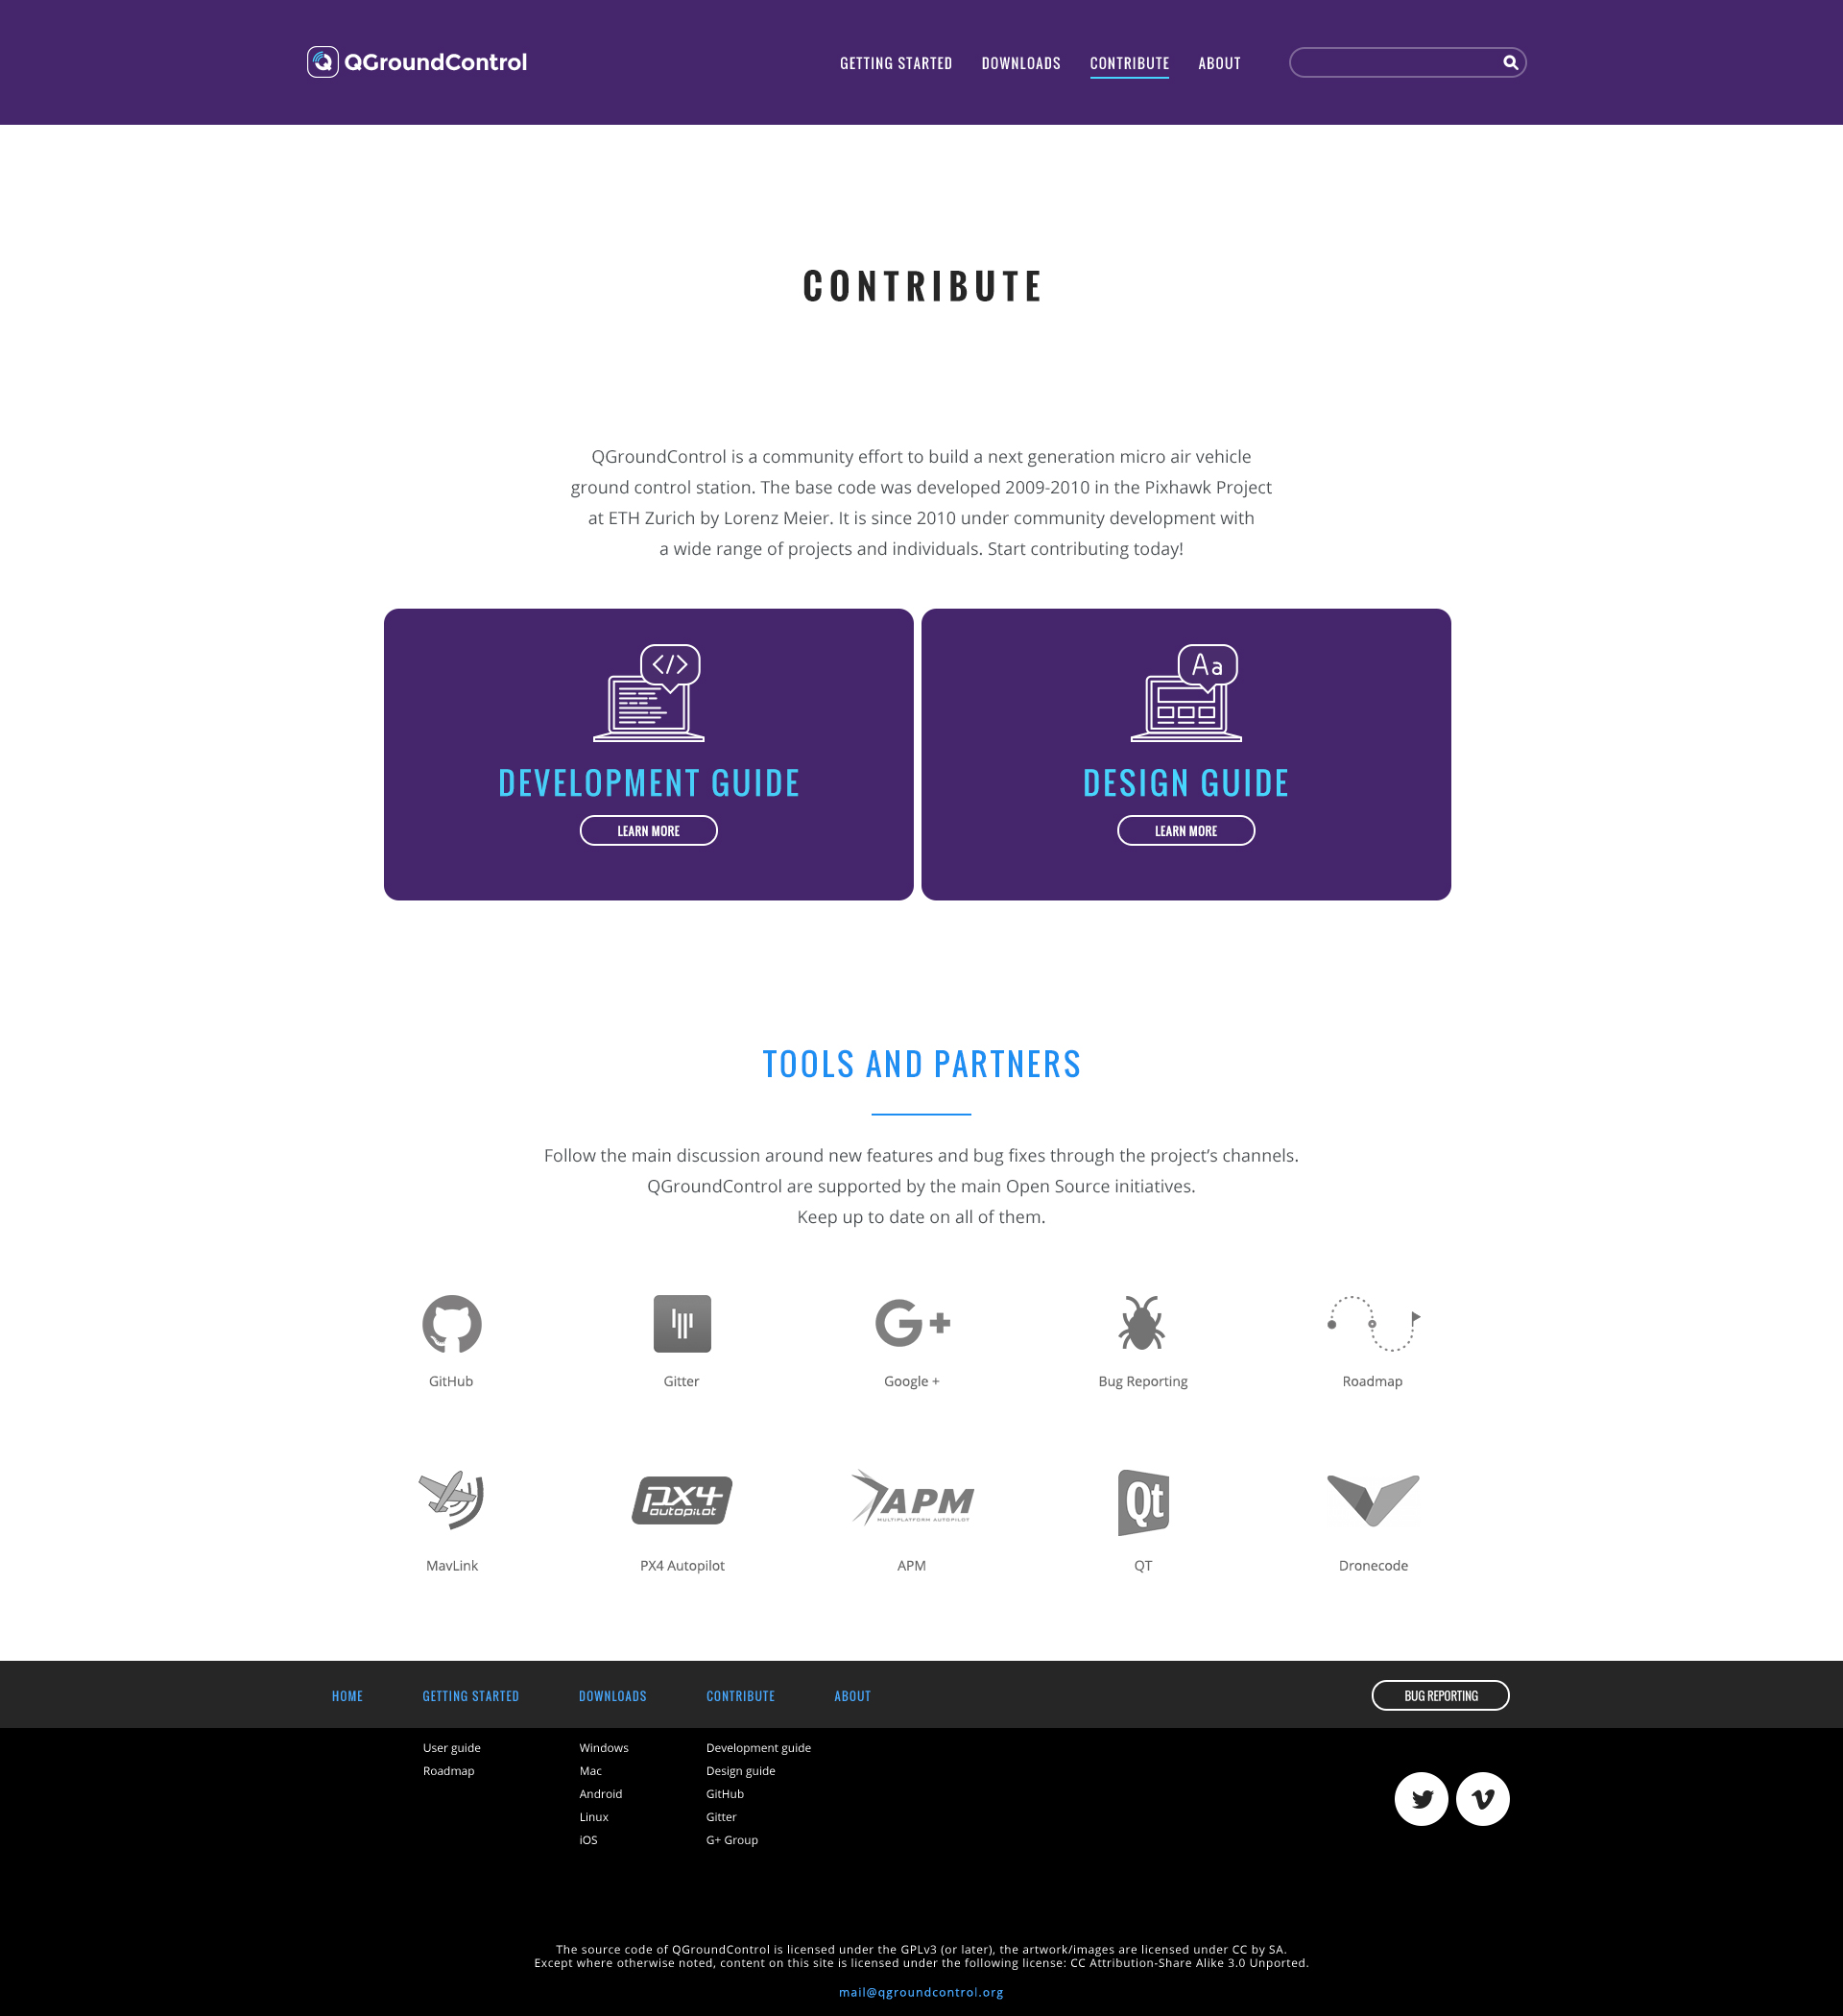 QGroundControl
GETTING STARTED DOWNLOADS CONTRIBUTE ABOUT
CONTRIBUTE
QGroundControl is a community effort to build a next generation micro air vehicle
ground control station. The base code was developed 2009-2010 in the Pixhawk Project
at ETH Zurich by Lorenz Meier. It is since 2010 under community development with
a wide range of projects and individuals. Start contributing today!
</>
DEVELOPMENT GUIDE
LEARN MORE
Aa
DESIGN GUIDE
LEARN MORE
TOOLS AND PARTNERS
Follow the main discussion around new features and bug fixes through the project’s channels.
QGroundControl are supported by the main Open Source initiatives.
Keep up to date on all of them.
G+
GitHub Gitter Google + Bug Reporting Roadmap
px4
autopilot
APM
MULTIPLATFORM AUTOPILOT
Qt
MavLink PX4 Autopilot APM QT Dronecode
HOME GETTING STARTED DOWNLOADS CONTRIBUTE ABOUT BUG REPORTING
User guide Windows Development guide
Roadmap Mac Design guide
Android GitHub
Linux Gitter
iOS G+ Group
The source code of QGroundControl is licensed under the GPLv3 (or later), the artwork/images are licensed under CC by SA.
Except where otherwise noted, content on this site is licensed under the following license: CC Attribution-Share Alike 3.0 Unported.
mail@qgroundcontrol.org